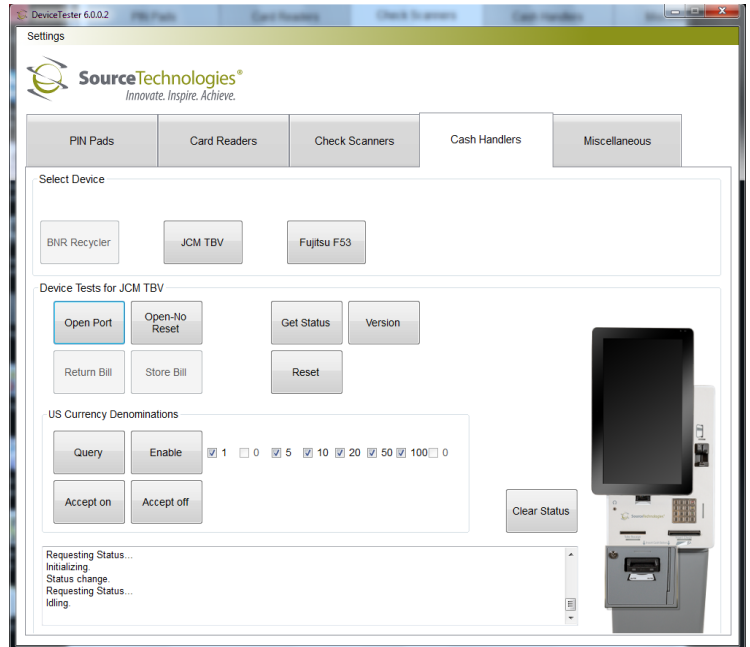 DeviceTester 6.0.0.2
Settings
SourceTechnologies®
Innovate. Inspire. Achieve.
PIN Pads Card Readers Check Scanners Cash Handlers Miscellaneous
Select Device
BNR Recycler JCM TBV Fujitsu F53
Device Tests for JCM TBV
Open Port Open-No Reset Get Status Version
Return Bill Store Bill Reset
US Currency Denominations
Query Enable 1 0 5 10 20 50 100 0
Accept on Accept off
Clear Status
Requesting Status...
Initializing.
Status change.
Requesting Status...
Idling.
SourceTechnologies